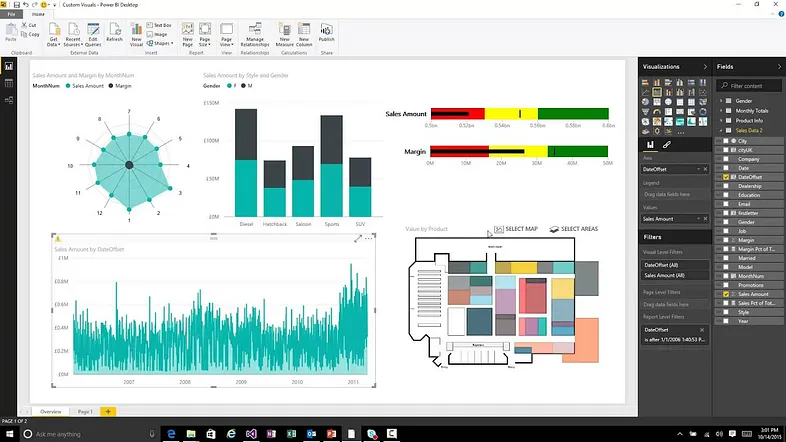 Custom Visuals - Power BI Desktop
File
Home
Paste
Cut
Copy
Clipboard
Get Data
Recent Sources
Edit Queries
External Data
Refresh
New Visual
Text Box
Image
Shapes
Insert
New Page
Page Size
Report
Page View
View
Manage Relationships
Relationships
New Measure
New Column
Calculations
Publish
Share
Sales Amount and Margin by MonthNum
MonthNum Sales Amount Margin
7
8 6
9 5
10 4
11 3
12 2
1
Sales Amount by Style and Gender
Gender F M
£150M
£100M
£50M
£0M
Diesel Hatchback Saloon Sports SUV
Sales Amount
0.5bn 0.52bn 0.54bn 0.56bn 0.58bn 0.6bn
Margin
0M 10M 20M 30M 40M 50M
Sales Amount by DateOffset
£1M
£0.8M
£0.6M
£0.4M
£0.2M
£0M
2007 2008 2009 2010 2011
Value by Product
SELECT MAP
SELECT AREAS
Visualizations
Axis
DateOffset
Legend
Drag data fields here
Values
Sales Amount
Filters
Visual Level Filters
DateOffset (All)
Sales Amount (All)
Page Level Filters
Drag data fields here
Report Level Filters
DateOffset
is after 1/1/2006 1:40:53 P...
Fields
Filter content
Gender
Monthly Totals
Product Info
Sales Data 2
City
cityUK
Company
Date
DateOffset
Dealership
Education
Email
firstletter
Gender
Job
Margin
Margin Pct of T...
Married
Model
MonthNum
Promotions
Sales Amount
Sales Pct of Tot...
Style
Year
Overview
Page 1
PAGE 1 OF 2
Ask me anything
3:01 PM
10/14/2015